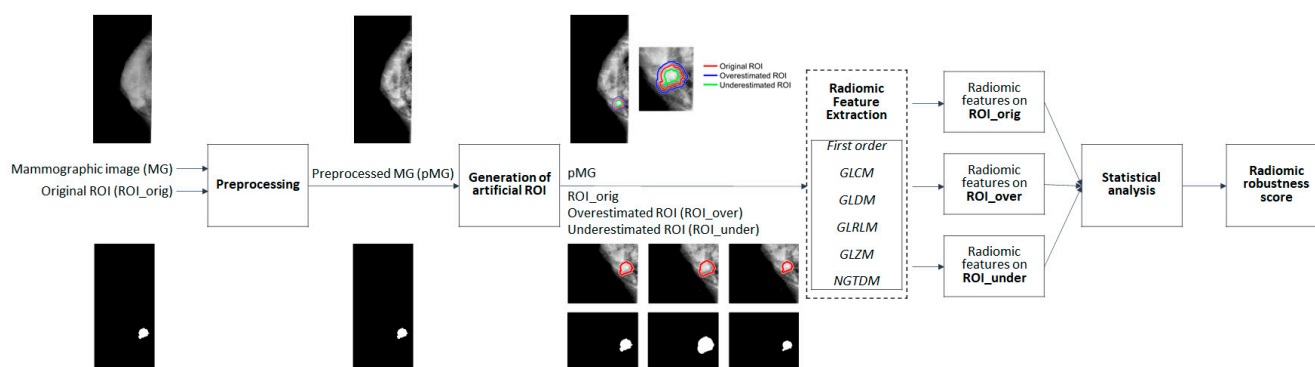 Original ROI
Overestimated ROI
Underestimated ROI
Mammographic image (MG)
Original ROI (ROI_orig)
Preprocessing
Preprocessed MG (pMG)
Generation of
artificial ROI
pMG
ROI_orig
Overestimated ROI (ROI_over)
Underestimated ROI (ROI_under)
Radiomic
Feature
Extraction
First order
GLCM
GLDM
GLRLM
GLZM
NGTDM
Radiomic
features on
ROI_orig
Radiomic
features on
ROI_over
Radiomic
features on
ROI_under
Statistical
analysis
Radiomic
robustness
score